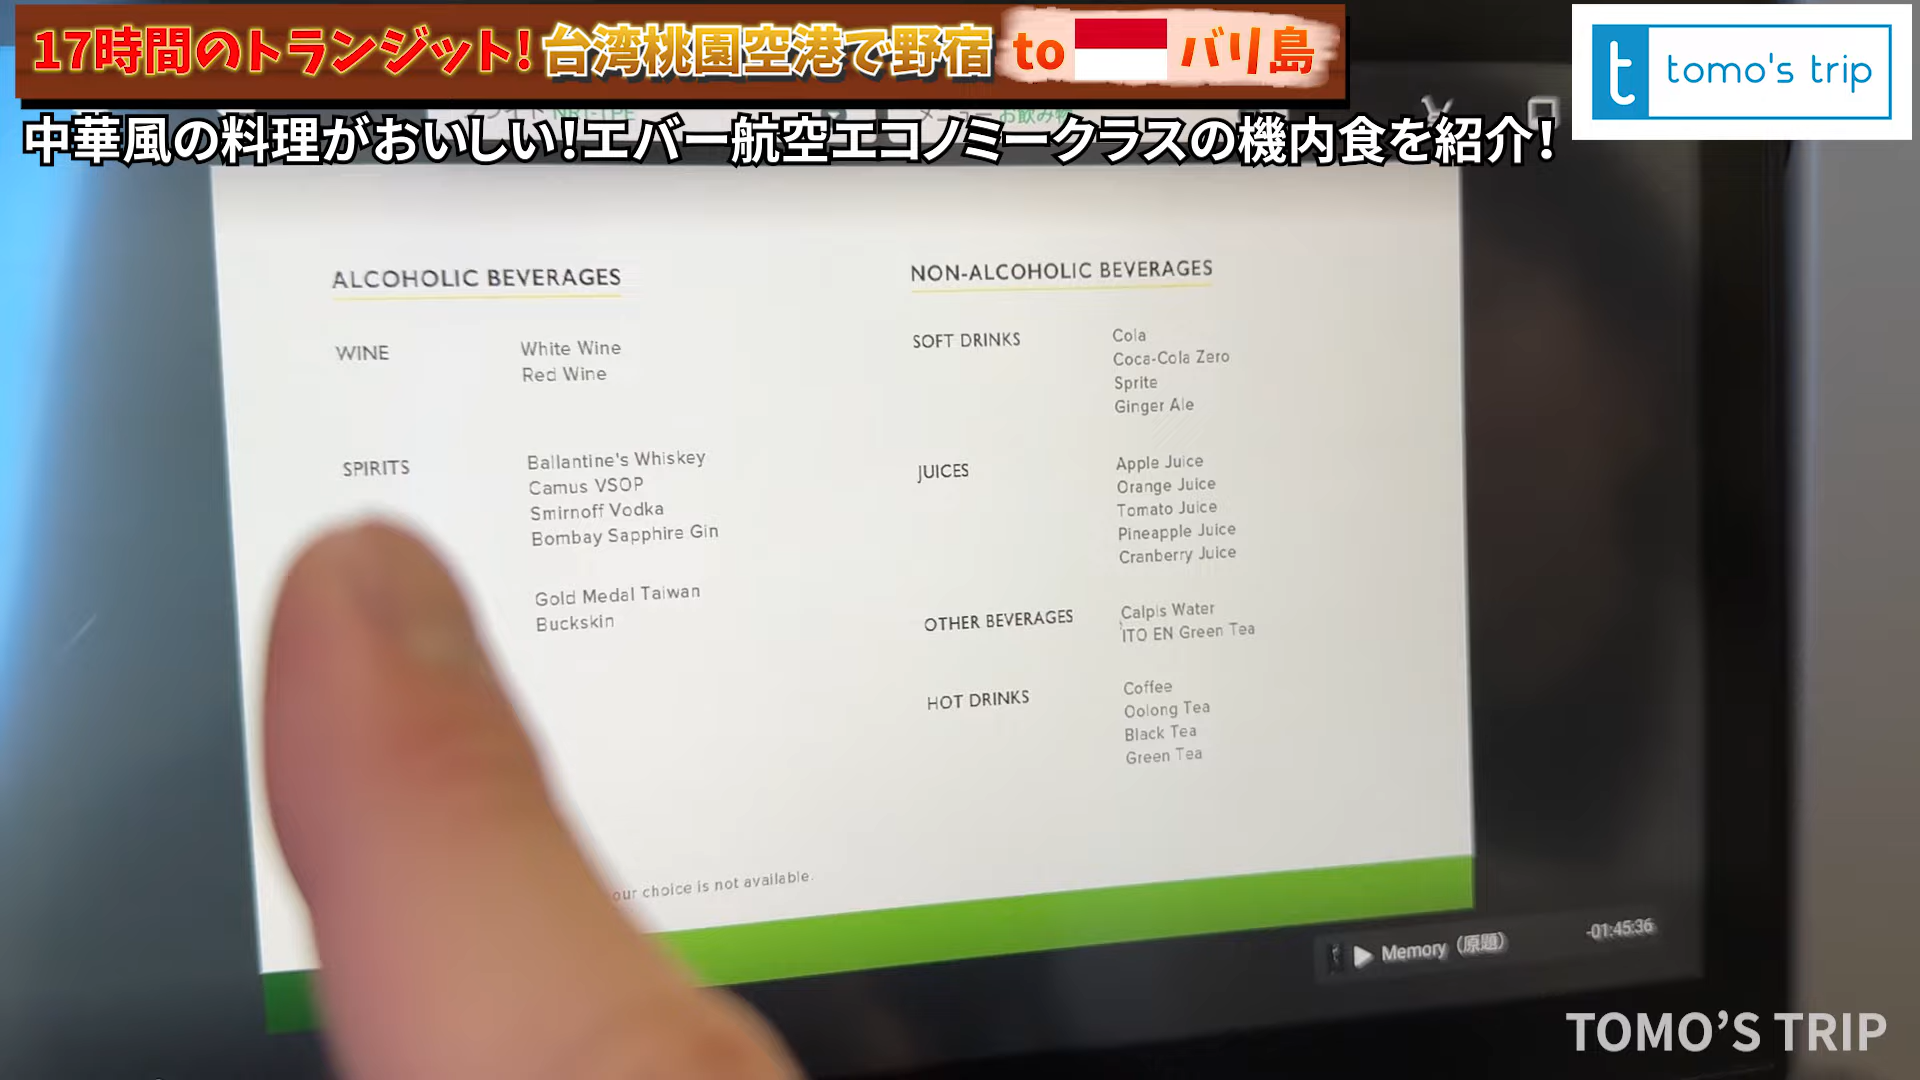 17時間のトランジット!台湾桃園空港で野宿 to バリ島
tomo's trip
中華風の料理がおいしい!エバー航空エコノミークラスの機内食を紹介!
ALCOHOLIC BEVERAGES
WINE
White Wine
Red Wine
SPIRITS
Ballantine's Whiskey
Camus VSOP
Smirnoff Vodka
Bombay Sapphire Gin
Gold Medal Taiwan
Buckskin
our choice is not available.
NON-ALCOHOLIC BEVERAGES
SOFT DRINKS
Cola
Coca-Cola Zero
Sprite
Ginger Ale
JUICES
Apple Juice
Orange Juice
Tomato Juice
Pineapple Juice
Cranberry Juice
OTHER BEVERAGES
Calpis Water
ITO EN Green Tea
HOT DRINKS
Coffee
Oolong Tea
Black Tea
Green Tea
Memory（原題）
-01:45:36
TOMO'S TRIP